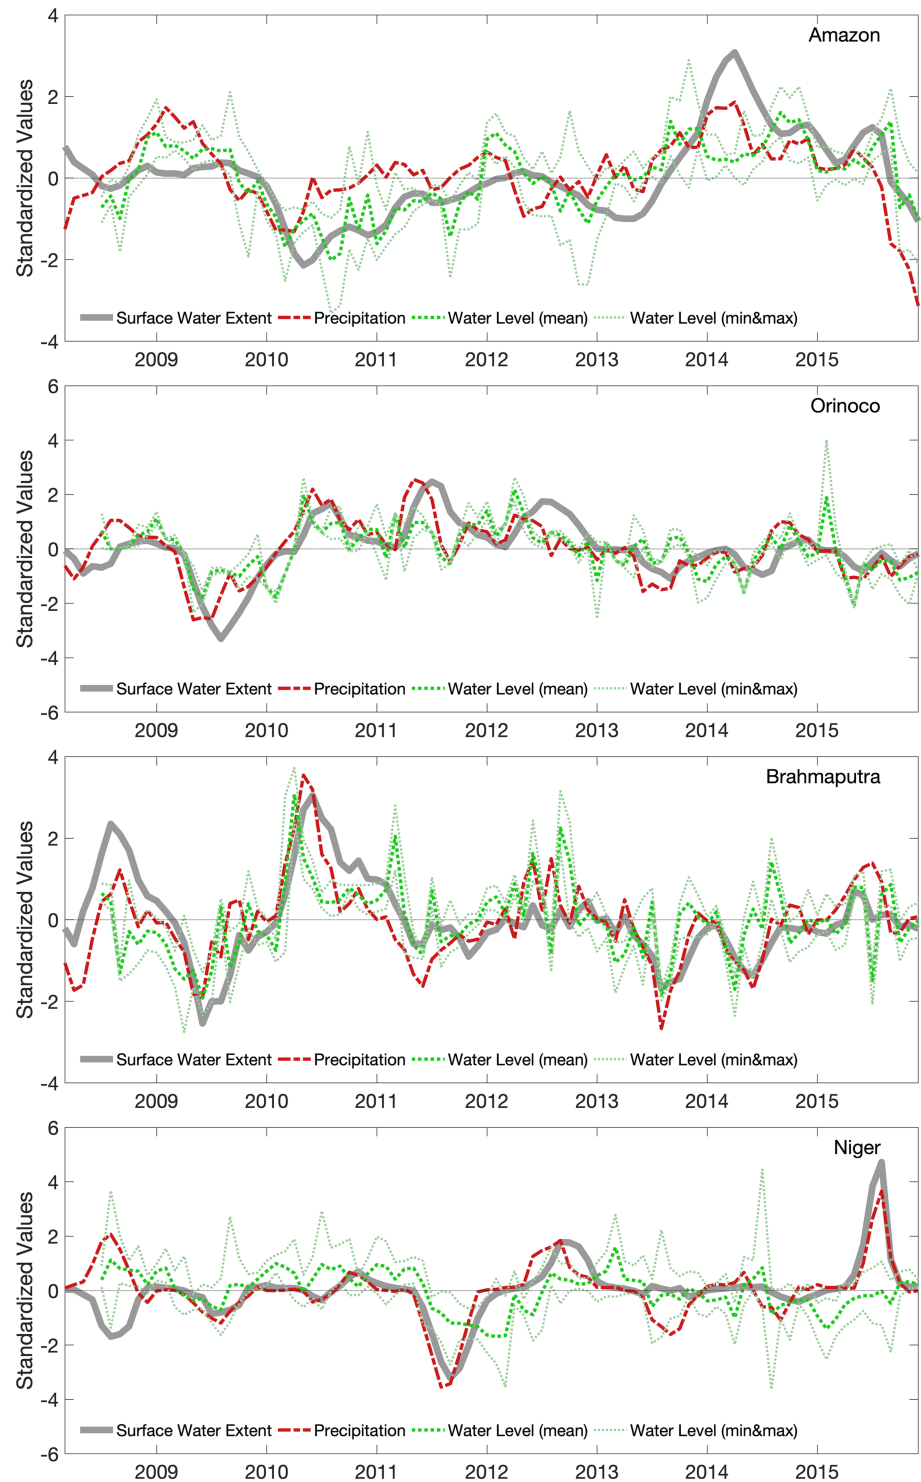 Amazon
4
2
0
-2
-4
Standardized Values
Surface Water Extent Precipitation Water Level (mean) Water Level (min&max)
2009 2010 2011 2012 2013 2014 2015
Orinoco
6
4
2
0
-2
-4
-6
Standardized Values
Surface Water Extent Precipitation Water Level (mean) Water Level (min&max)
2009 2010 2011 2012 2013 2014 2015
Brahmaputra
4
2
0
-2
-4
Standardized Values
Surface Water Extent Precipitation Water Level (mean) Water Level (min&max)
2009 2010 2011 2012 2013 2014 2015
Niger
6
4
2
0
-2
-4
-6
Standardized Values
Surface Water Extent Precipitation Water Level (mean) Water Level (min&max)
2009 2010 2011 2012 2013 2014 2015